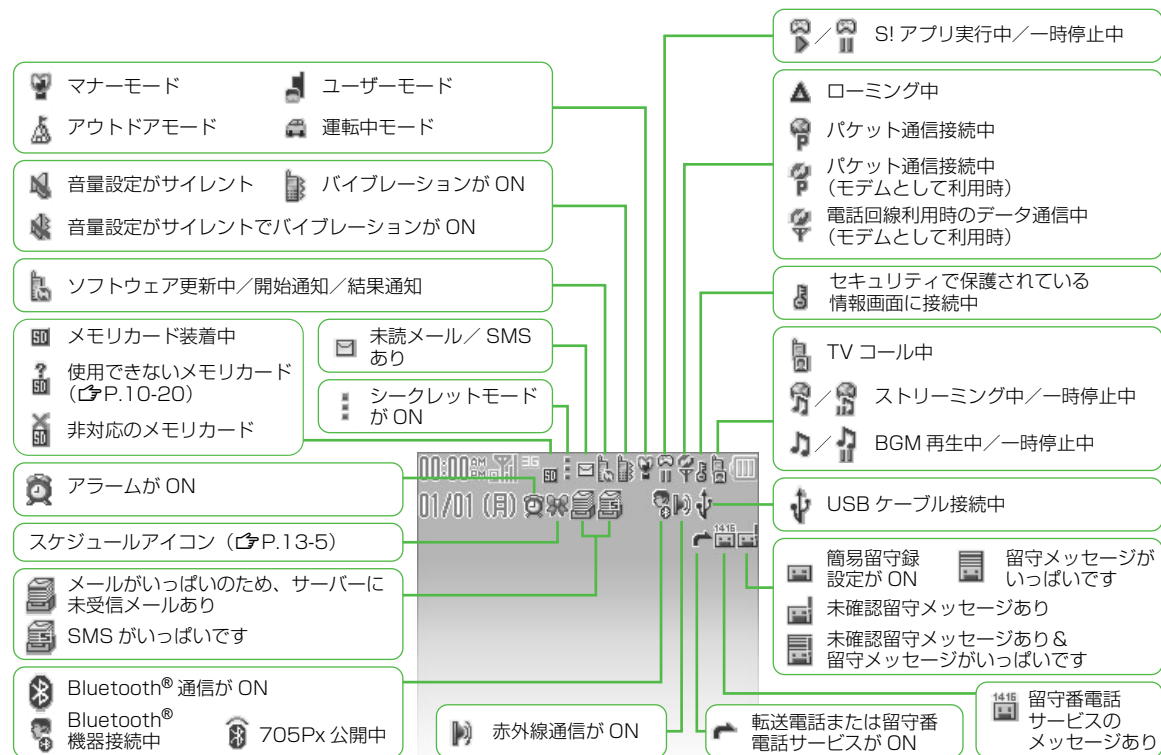 S! アプリ実行中／一時停止中
マナーモード
ユーザーモード
アウトドアモード
運転中モード
ローミング中
パケット通信接続中
パケット通信接続中
（モデムとして利用時）
電話回線利用時のデータ通信中
（モデムとして利用時）
音量設定がサイレント
バイブレーションが ON
音量設定がサイレントでバイブレーションが ON
ソフトウェア更新中／開始通知／結果通知
セキュリティで保護されている
情報画面に接続中
メモリカード装着中
使用できないメモリカード
（P.10-20）
非対応のメモリカード
未読メール／ SMS
あり
シークレットモード
が ON
TV コール中
ストリーミング中／一時停止中
BGM 再生中／一時停止中
00:00 AM PM 3G SD
01/01 (月)
1415
アラームが ON
USB ケーブル接続中
スケジュールアイコン（P.13-5）
メールがいっぱいのため、サーバーに
未受信メールあり
SMS がいっぱいです
簡易留守録
設定が ON
留守メッセージが
いっぱいです
未確認留守メッセージあり
未確認留守メッセージあり＆
留守メッセージがいっぱいです
Bluetooth® 通信が ON
Bluetooth®
機器接続中
705Px 公開中
赤外線通信が ON
転送電話または留守番
電話サービスが ON
1415
留守番電話
サービスの
メッセージあり